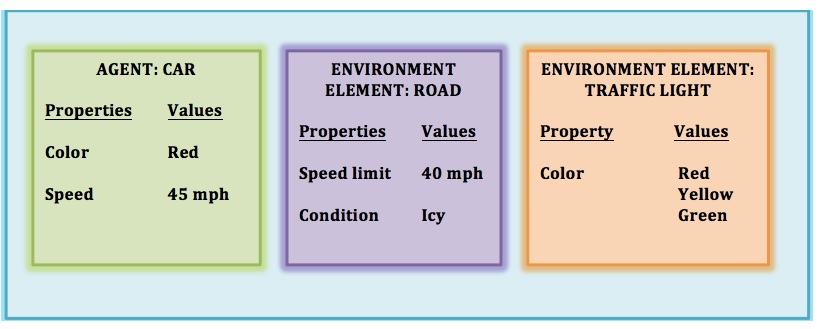 AGENT: CAR
Properties Values
Color Red
Speed 45 mph
ENVIRONMENT
ELEMENT: ROAD
Properties Values
Speed limit 40 mph
Condition Icy
ENVIRONMENT ELEMENT:
TRAFFIC LIGHT
Property Values
Color Red
Yellow
Green